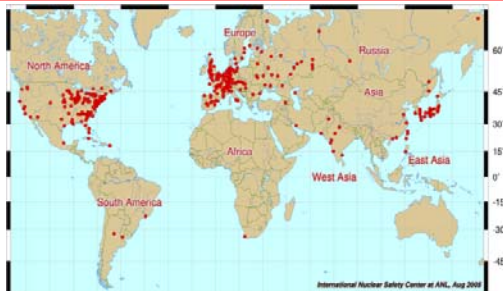 Europe
Russia
North America
Asia
Africa
West Asia
East Asia
South America
60
45
30
15
0
-15
-30
-45
International Nuclear Safety Center at ANL, Aug 2005